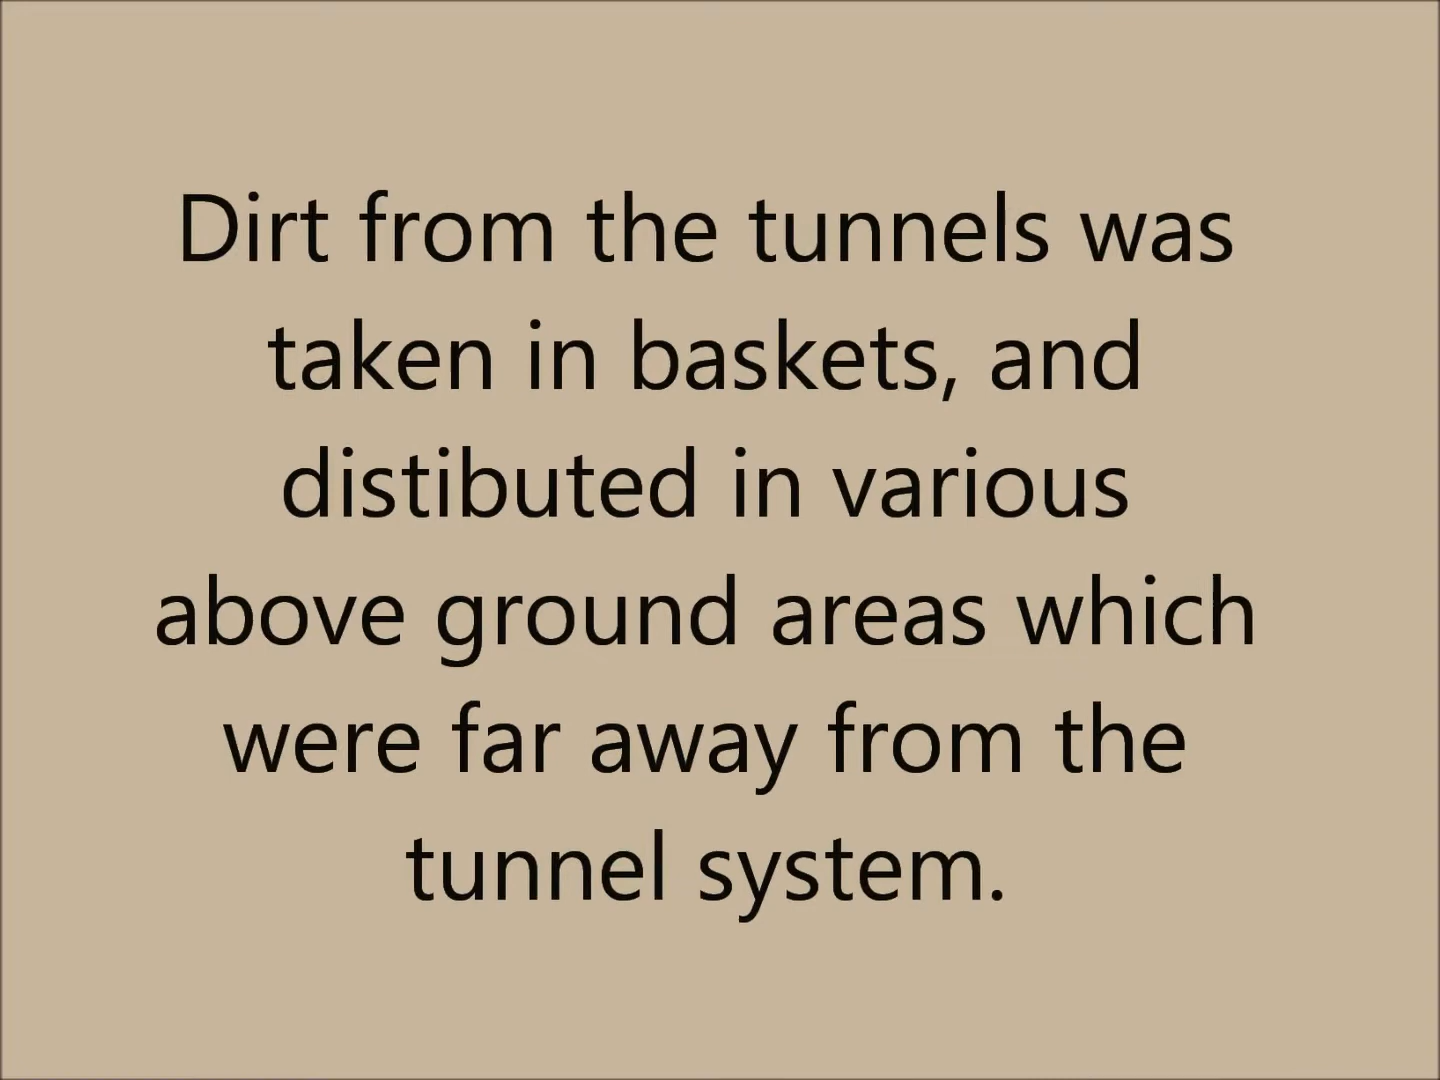 Dirt from the tunnels was
taken in baskets, and
distibuted in various
above ground areas which
were far away from the
tunnel system.